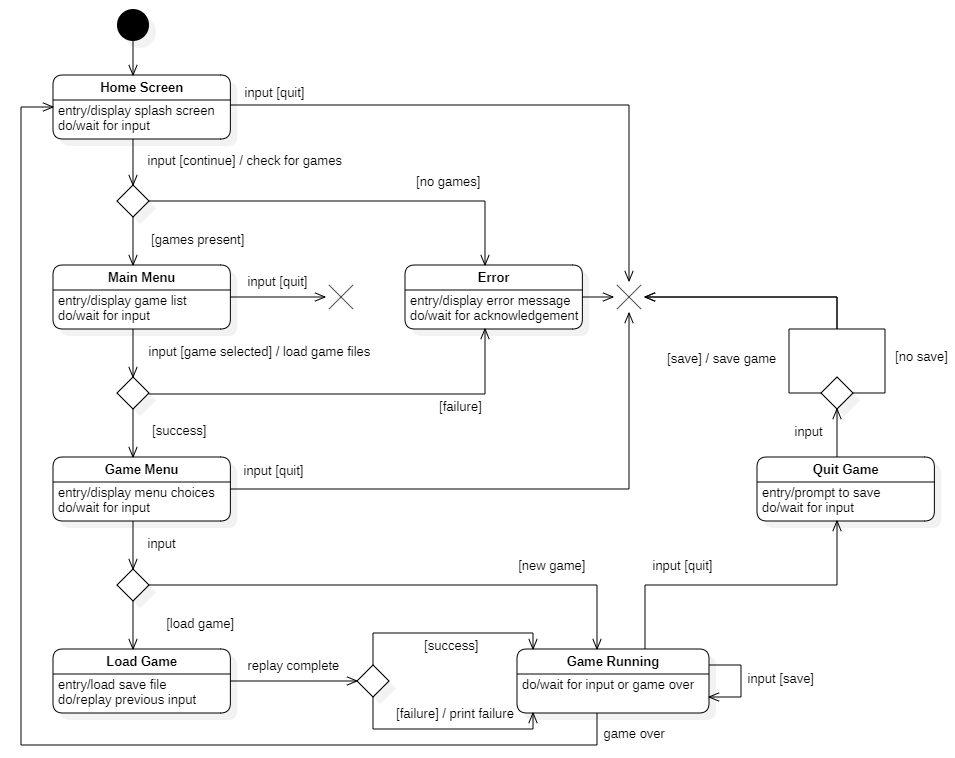 Home Screen
entry/display splash screen
do/wait for input
input [quit]
input [continue] / check for games
[no games]
[games present]
Main Menu
entry/display game list
do/wait for input
input [quit]
Error
entry/display error message
do/wait for acknowledgement
input [game selected] / load game files
[save] / save game
[no save]
[failure]
[success]
input
Game Menu
entry/display menu choices
do/wait for input
input [quit]
Quit Game
entry/prompt to save
do/wait for input
input
[new game]
input [quit]
[load game]
Load Game
entry/load save file
do/replay previous input
replay complete
[success]
[failure] / print failure
Game Running
do/wait for input or game over
input [save]
game over